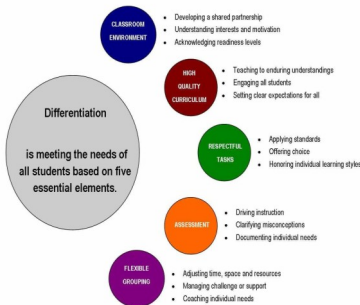 CLASSROOM
ENVIRONMENT
• Developing a shared partnership
• Understanding interests and motivation
• Acknowledging readiness levels
HIGH
QUALITY
CURRICULUM
• Teaching to enduring understandings
• Engaging all students
• Setting clear expectations for all
Differentiation
is meeting the needs of
all students based on five
essential elements.
RESPECTFUL
TASKS
• Applying standards
• Offering choice
• Honoring individual learning styles
ASSESSMENT
• Driving instruction
• Clarifying misconceptions
• Documenting individual needs
FLEXIBLE
GROUPING
• Adjusting time, space and resources
• Managing challenge or support
• Coaching individual needs